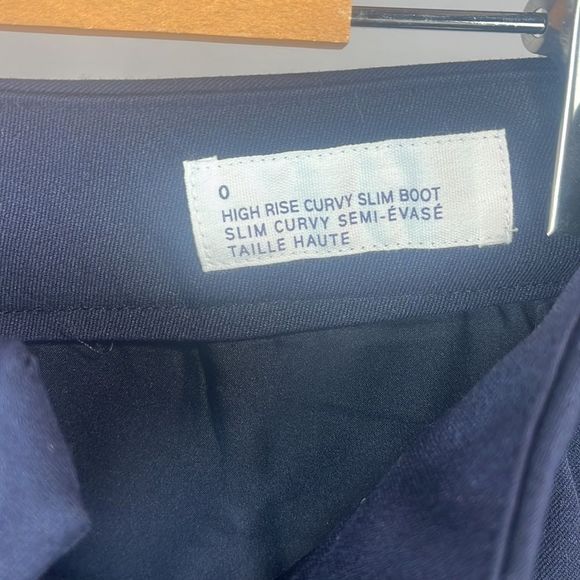 0
HIGH RISE CURVY SLIM BOOT
SLIM CURVY SEMI-ÉVASÉ
TAILLE HAUTE